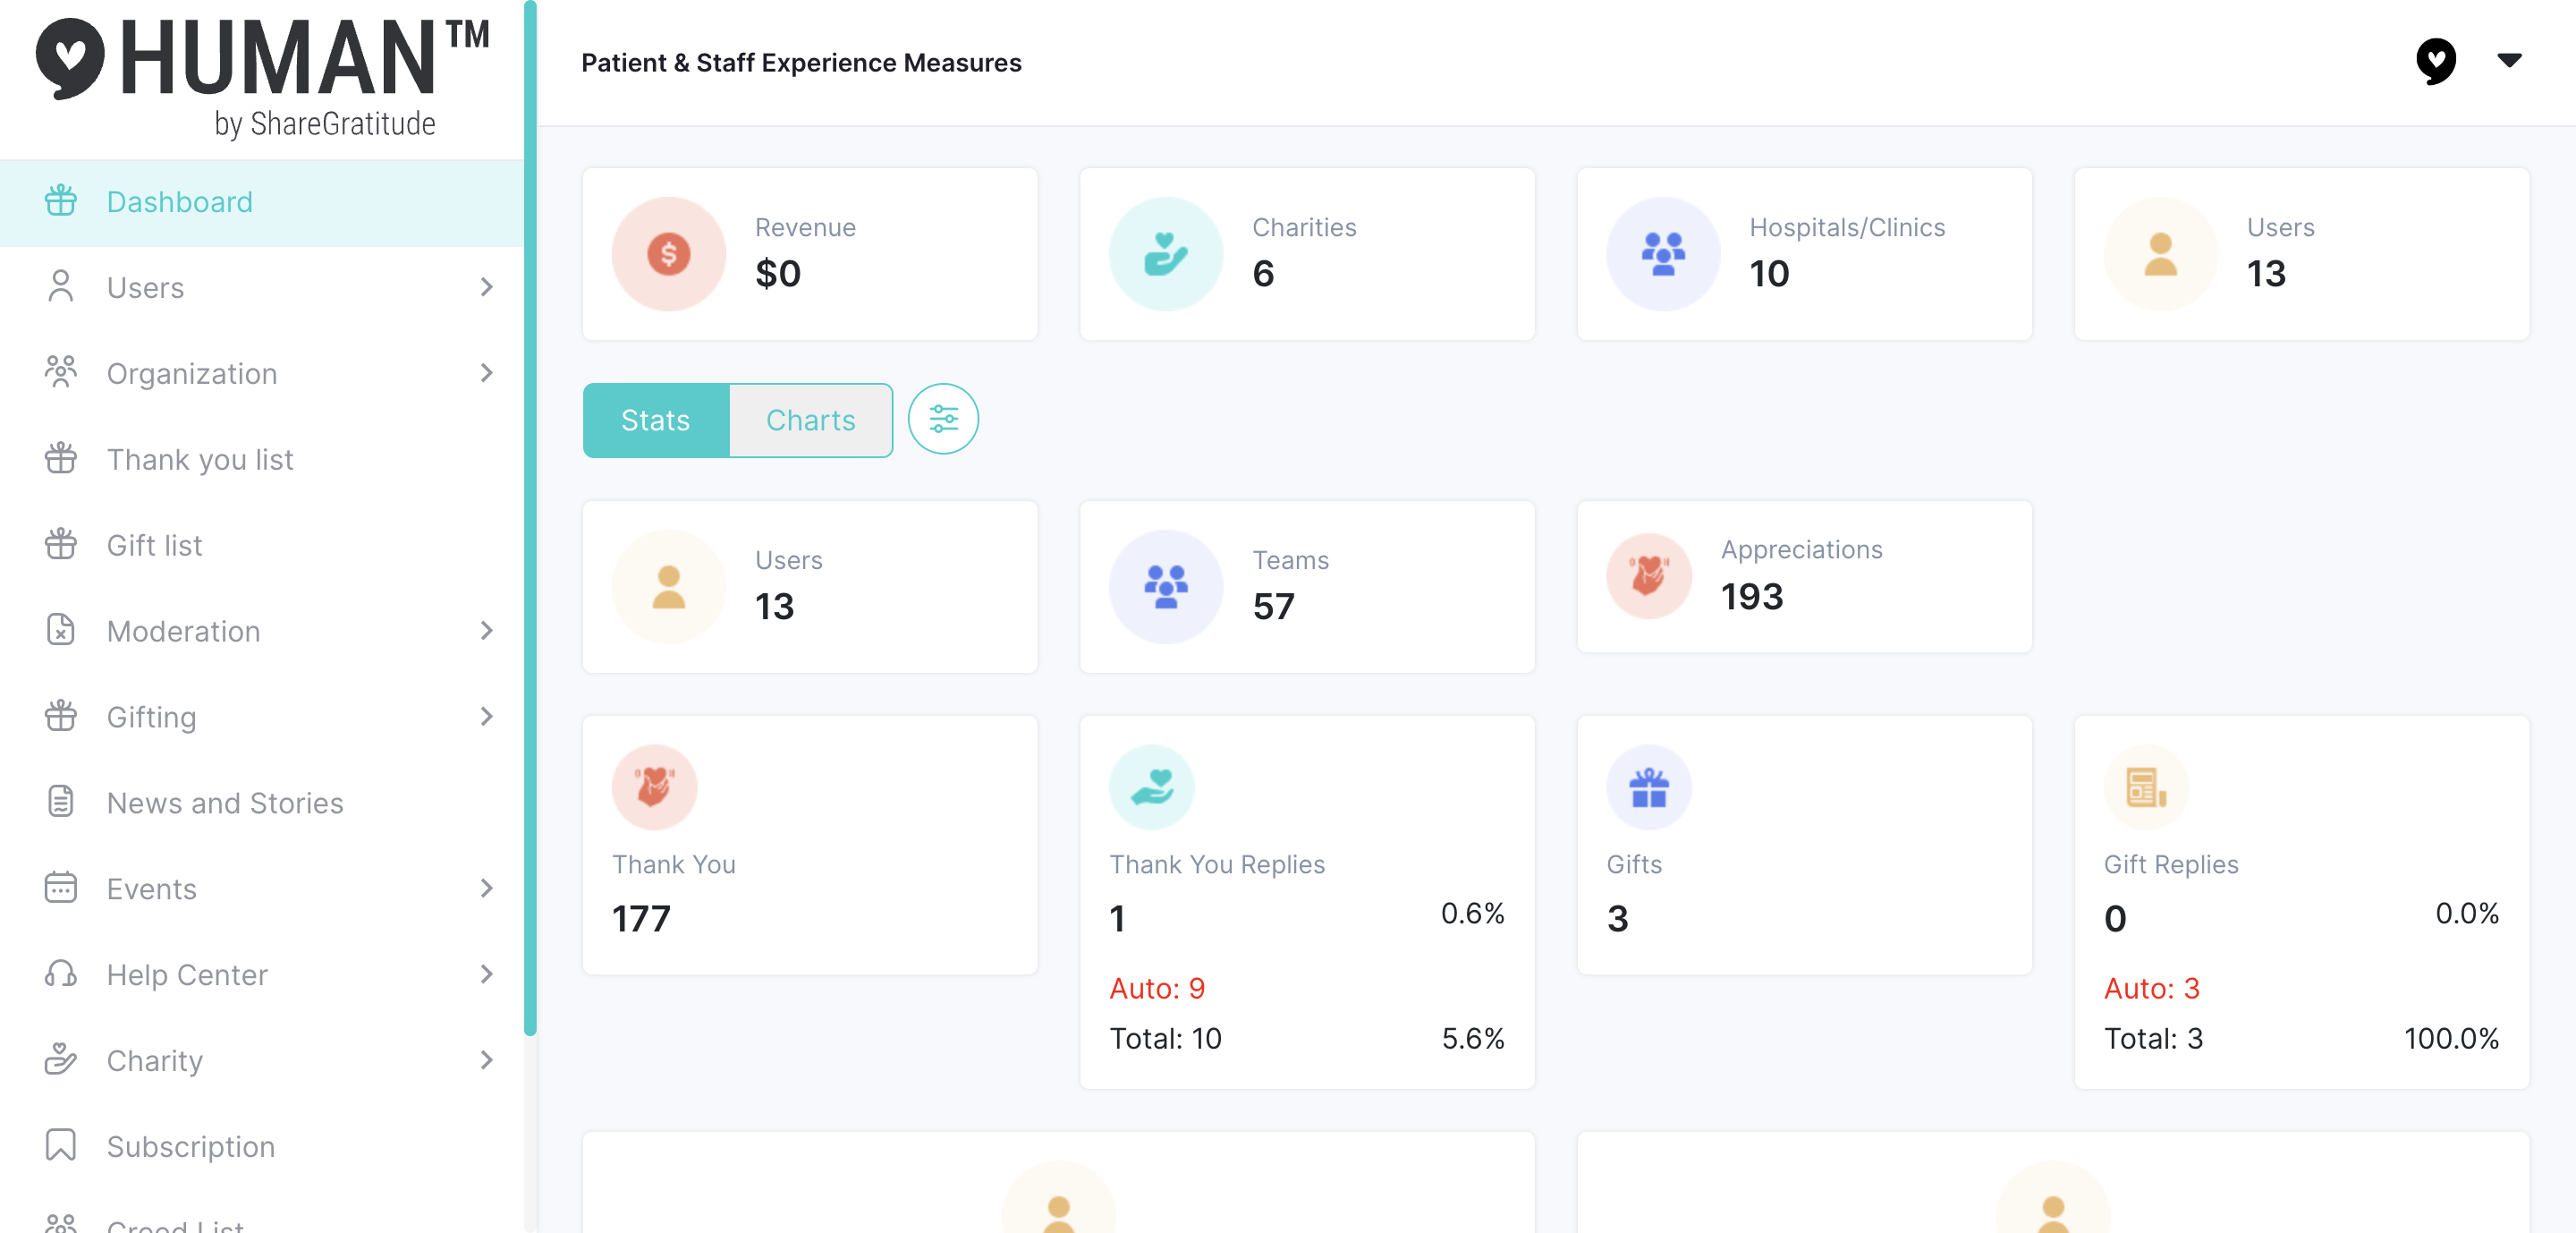 HUMAN™
by ShareGratitude
Dashboard
Users
Organization
Thank you list
Gift list
Moderation
Gifting
News and Stories
Events
Help Center
Charity
Subscription
Creed List
Patient & Staff Experience Measures
Revenue
$0
Charities
6
Hospitals/Clinics
10
Users
13
Stats
Charts
Users
13
Teams
57
Appreciations
193
Thank You
177
Thank You Replies
1 0.6%
Auto: 9
Total: 10 5.6%
Gifts
3
Gift Replies
0 0.0%
Auto: 3
Total: 3 100.0%